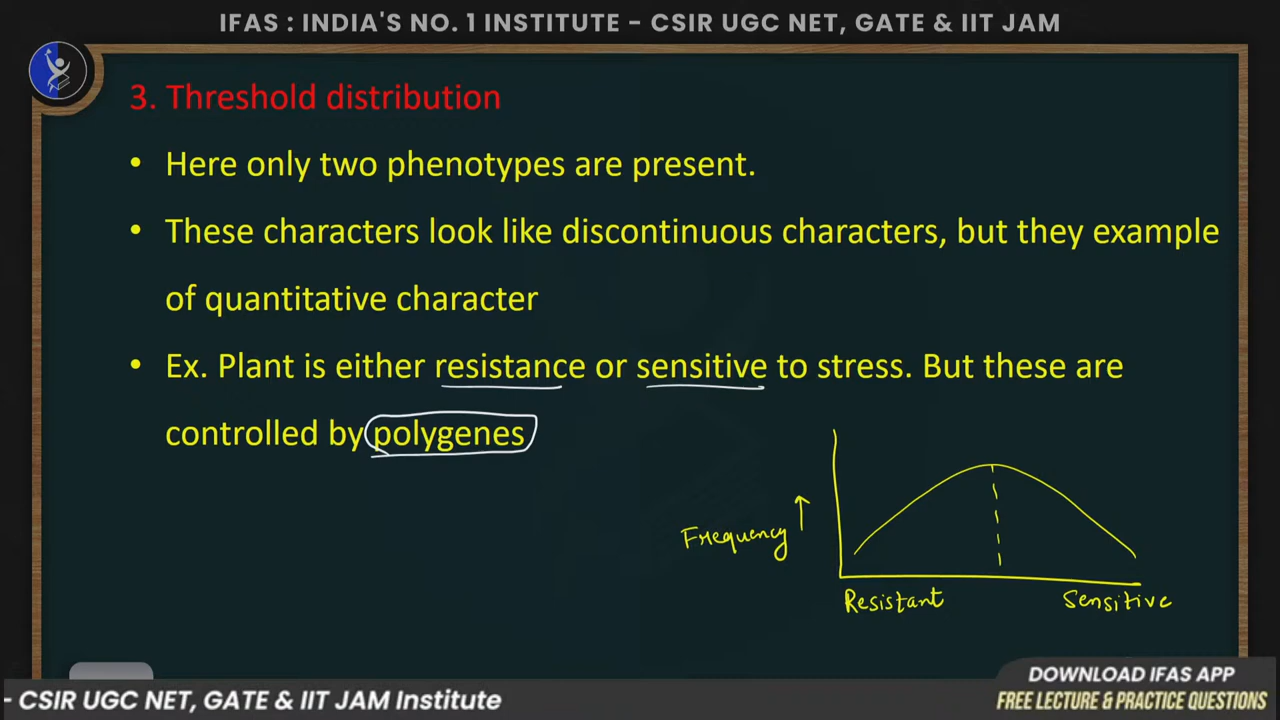 IFAS : INDIA'S NO. 1 INSTITUTE - CSIR UGC NET, GATE & IIT JAM
3. Threshold distribution
• Here only two phenotypes are present.
• These characters look like discontinuous characters, but they example
of quantitative character
• Ex. Plant is either resistance or sensitive to stress. But these are
controlled by polygenes
Frequency ↑
Resistant
Sensitive
DOWNLOAD IFAS APP
- CSIR UGC NET, GATE & IIT JAM Institute
FREE LECTURE & PRACTICE QUESTIONS